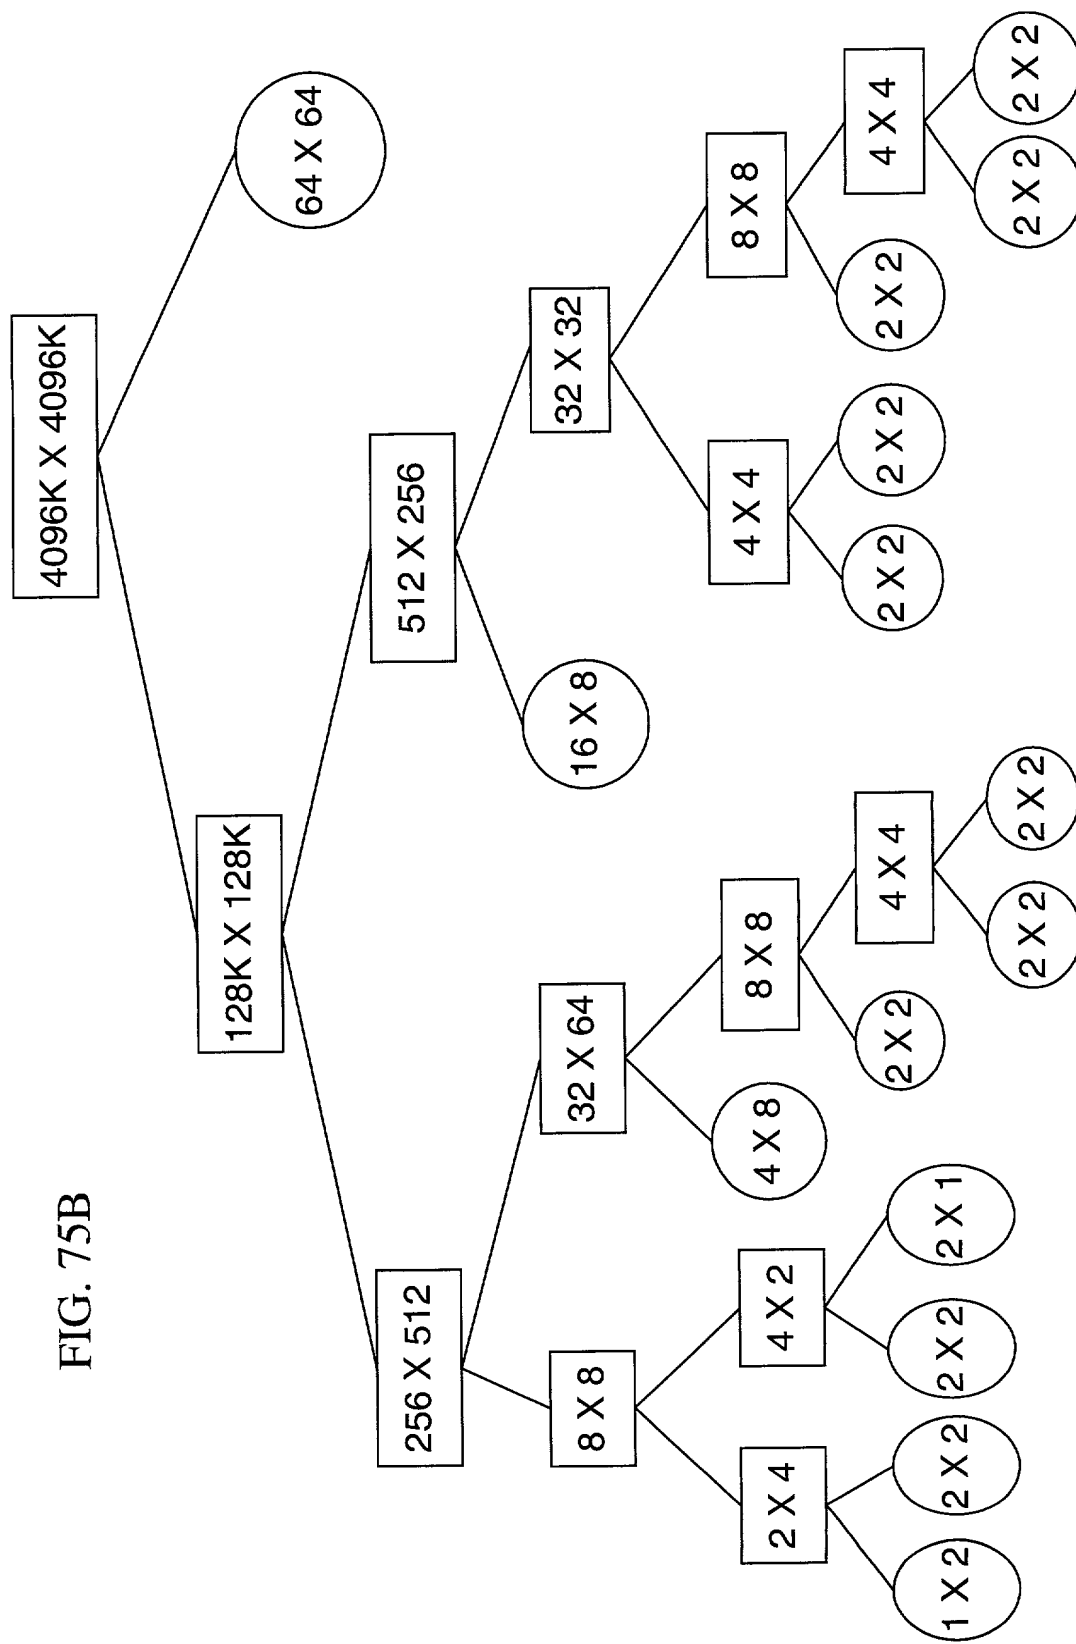 FIG. 75B
4096K X 4096K
128K X 128K
64 X 64
256 X 512
512 X 256
8 X 8
32 X 64
16 X 8
32 X 32
2 X 4
4 X 2
4 X 8
8 X 8
4 X 4
8 X 8
1 X 2
2 X 2
2 X 2
2 X 1
2 X 2
4 X 4
2 X 2
2 X 2
2 X 2
4 X 4
2 X 2
2 X 2
2 X 2
2 X 2